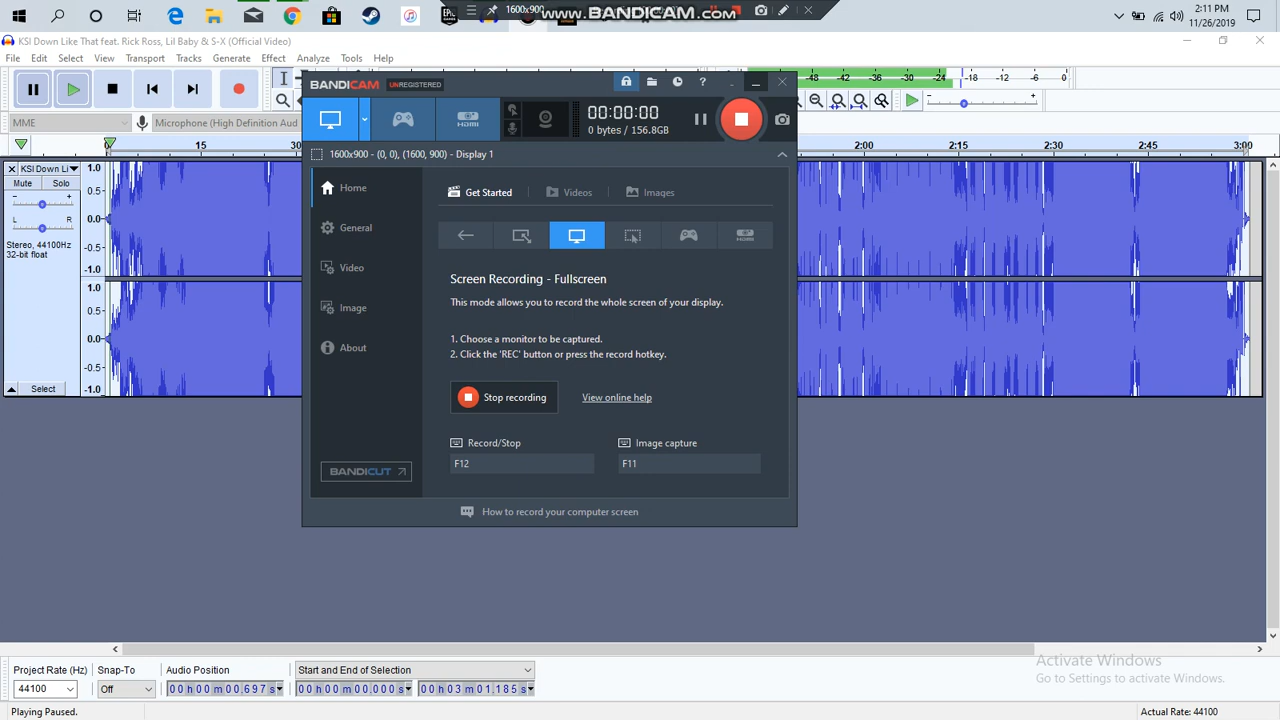 1600x900
www.BANDICAM.com
2:11 PM
11/26/2019
KSI Down Like That feat. Rick Ross, Lil Baby & S-X (Official Video)
File Edit Select View Transport Tracks Generate Effect Analyze Tools Help
-48 -42 -36 -30 -24 -18 -12 -6 0
MME
Microphone (High Definition Aud
BANDICAM UNREGISTERED
00:00:00
0 bytes / 156.8GB
1600x900 - (0, 0), (1600, 900) - Display 1
15 30 2:00 2:15 2:30 2:45 3:00
KSI Down Li
Mute Solo
- +
L R
Stereo, 44100Hz
32-bit float
Select
1.0
0.5
0.0
-0.5
-1.0
1.0
0.5
0.0
-0.5
-1.0
Home
General
Video
Image
About
BANDICUT
Get Started
Videos
Images
Screen Recording - Fullscreen
This mode allows you to record the whole screen of your display.
1. Choose a monitor to be captured.
2. Click the 'REC' button or press the record hotkey.
Stop recording
View online help
Record/Stop
Image capture
F12
F11
How to record your computer screen
Activate Windows
Go to Settings to activate Windows.
Project Rate (Hz)
Snap-To
Audio Position
Start and End of Selection
44100
Off
00 h 00 m 00.697 s
00 h 00 m 00.000 s
00 h 03 m 01.185 s
Playing Paused.
Actual Rate: 44100